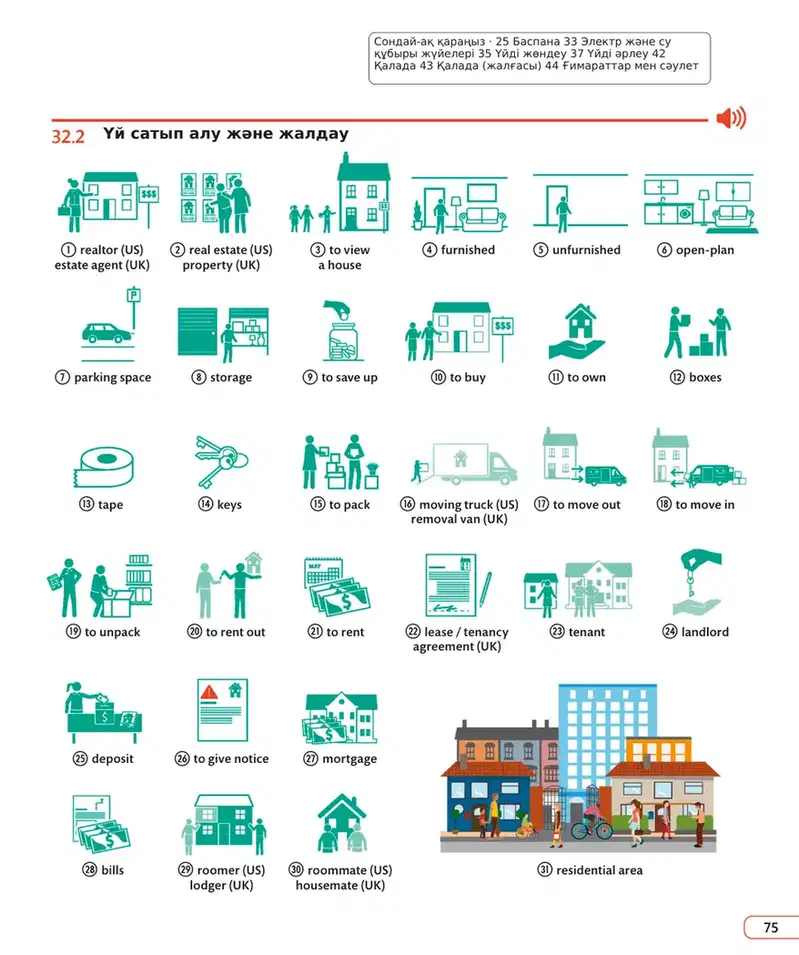 Сондай-ақ қараңыз · 25 Баспана 33 Электр және су
құбыры жүйелері 35 Үйді жөндеу 37 Үйді әрлеу 42
Қалада 43 Қалада (жалғасы) 44 Ғимараттар мен сәулет
32.2 Үй сатып алу және жалдау
$$$
① realtor (US)
estate agent (UK)
② real estate (US)
property (UK)
$$
③ to view
a house
④ furnished
⑤ unfurnished
⑥ open-plan
P
⑦ parking space
⑧ storage
⑨ to save up
$$$
⑩ to buy
⑪ to own
⑫ boxes
⑬ tape
⑭ keys
⑮ to pack
⑯ moving truck (US)
removal van (UK)
⑰ to move out
⑱ to move in
⑲ to unpack
⑳ to rent out
MAY
$
㉑ to rent
㉒ lease / tenancy
agreement (UK)
㉓ tenant
㉔ landlord
$
㉕ deposit
㉖ to give notice
$
㉗ mortgage
$
㉘ bills
㉙ roomer (US)
lodger (UK)
㉚ roommate (US)
housemate (UK)
㉛ residential area
75